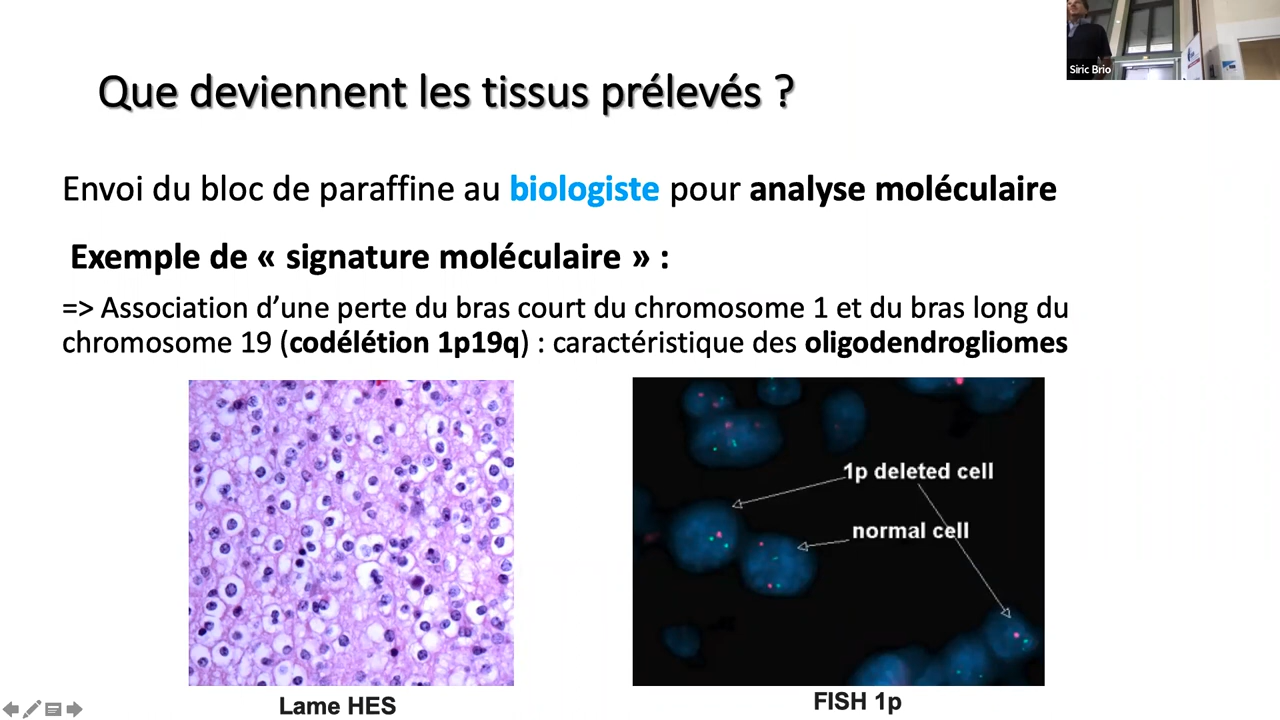 Siric Brio
Que deviennent les tissus prélevés ?
Envoi du bloc de paraffine au biologiste pour analyse moléculaire
Exemple de « signature moléculaire » :
=> Association d’une perte du bras court du chromosome 1 et du bras long du
chromosome 19 (codélétion 1p19q) : caractéristique des oligodendrogliomes
1p deleted cell
normal cell
Lame HES
FISH 1p